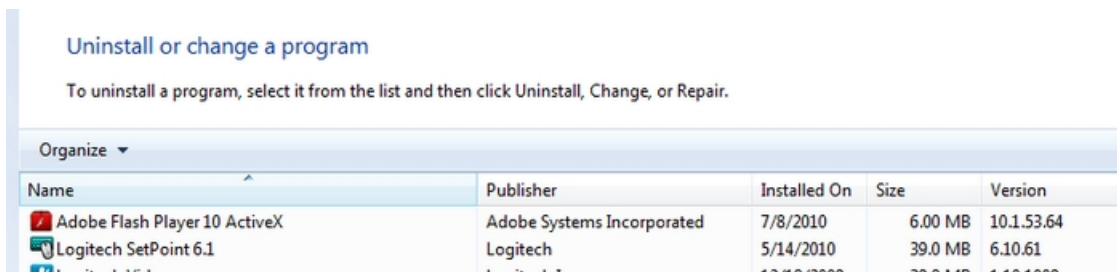 Uninstall or change a program
To uninstall a program, select it from the list and then click Uninstall, Change, or Repair.
Organize
Name Publisher Installed On Size Version
Adobe Flash Player 10 ActiveX Adobe Systems Incorporated 7/8/2010 6.00 MB 10.1.53.64
Logitech SetPoint 6.1 Logitech 5/14/2010 39.0 MB 6.10.61